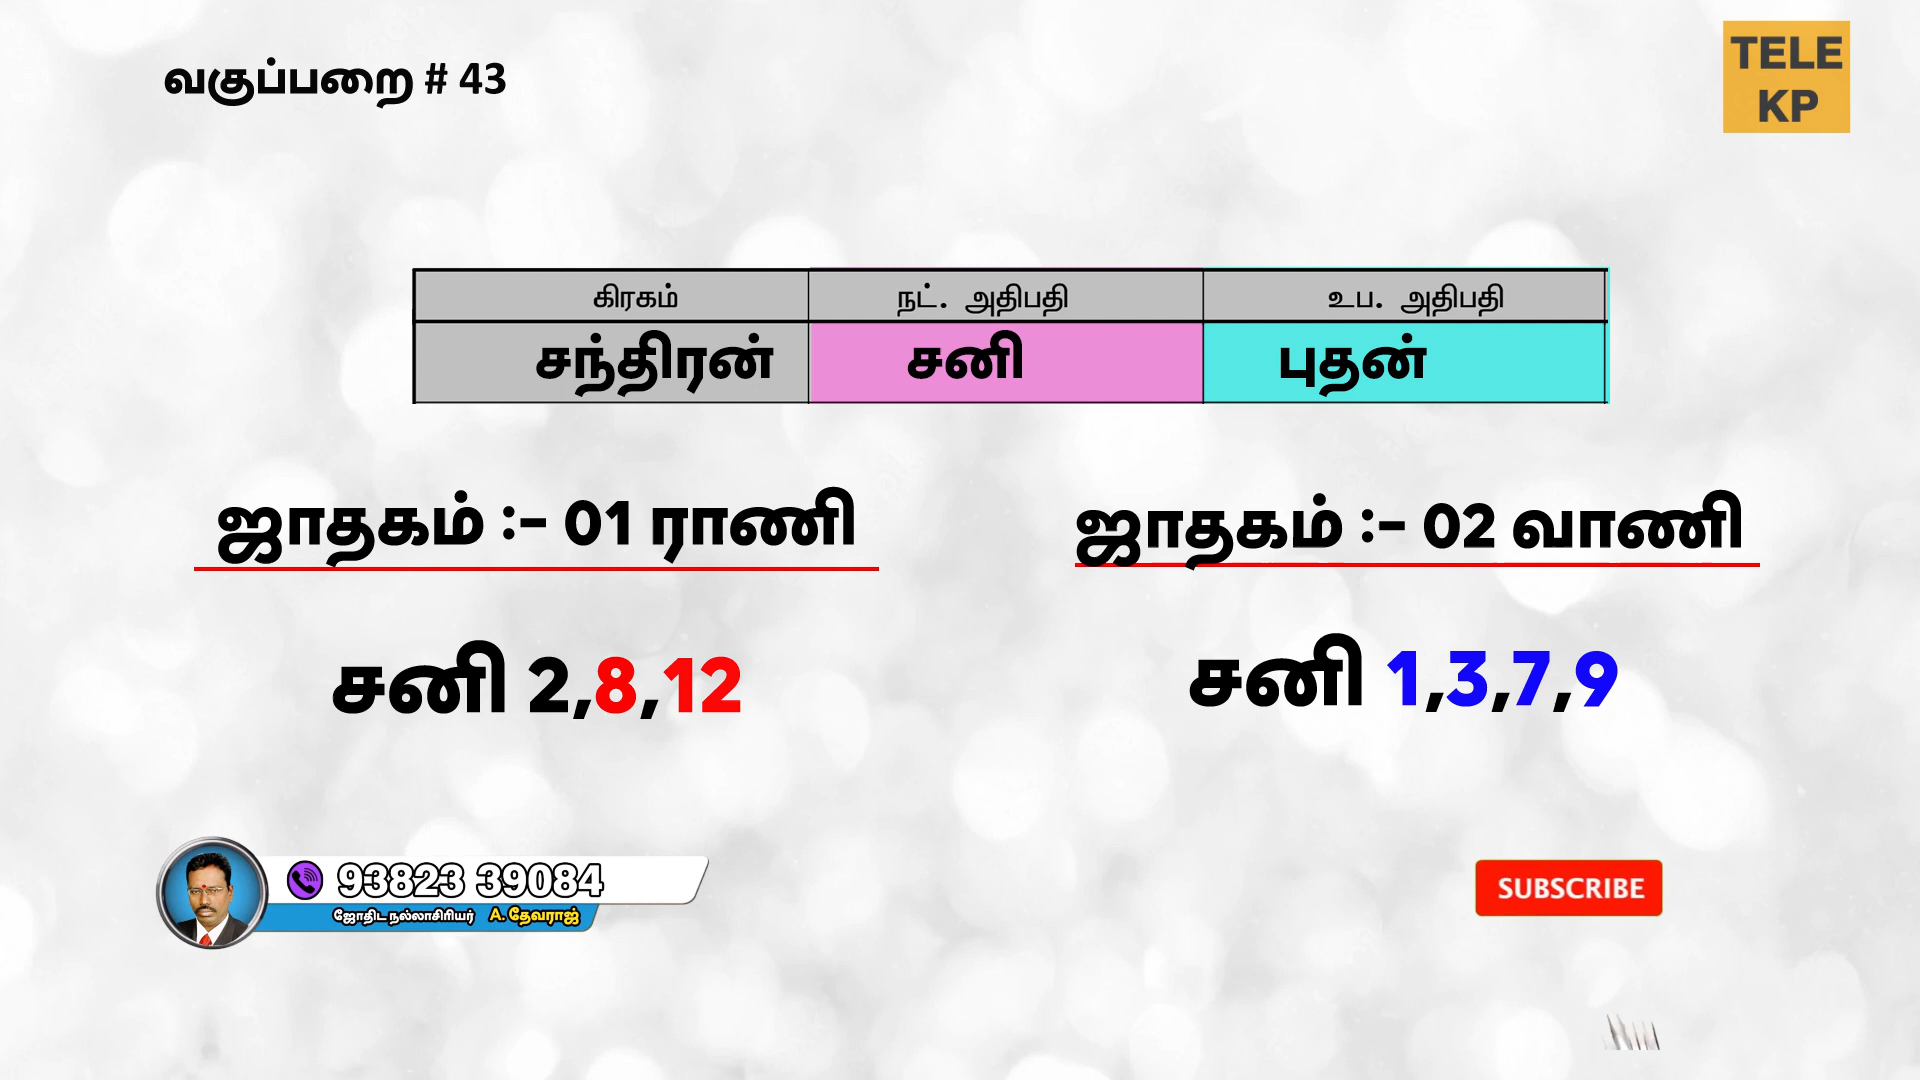 வகுப்பறை # 43
TELE
KP
கிரகம் நட். அதிபதி உப. அதிபதி
சந்திரன் சனி புதன்
ஜாதகம் :- 01 ராணி
ஜாதகம் :- 02 வாணி
சனி 2,8,12
சனி 1,3,7,9
93823 39084
ஜோதிட நல்லாசிரியர் A. தேவராஜ்
SUBSCRIBE